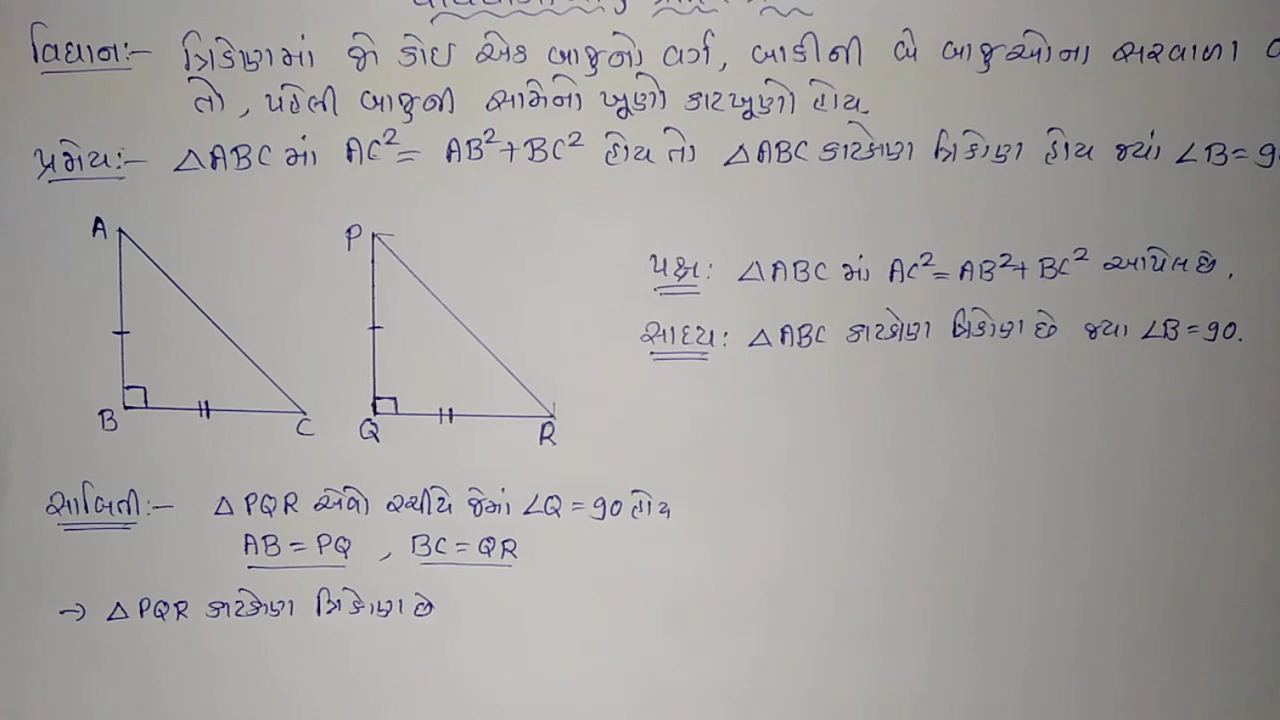 વિધાન:- ત્રિકોણમાં જો કોઇ એક બાજુનો વર્ગ, બાકીની બે બાજુઓના સરવાળા
તો, પહેલી બાજુની સામેનો ખૂણો કાટખૂણો હોય
પ્રમેય:- △ABC માં AC²= AB²+BC² હોય તો △ABC કાટકોણ ત્રિકોણ હોય જ્યાં ∠B=9
A
P
પક્ષ: △ABC માં AC²=AB²+BC² આપેલ છે.
સાધ્ય: △ABC કાટકોણ ત્રિકોણ છે જ્યા ∠B=90.
B C Q R
સાબિતી:- △PQR એવો રચીયે જેમાં ∠Q=90 હોય
AB=PQ , BC=QR
→ △PQR કાટકોણ ત્રિકોણ છે